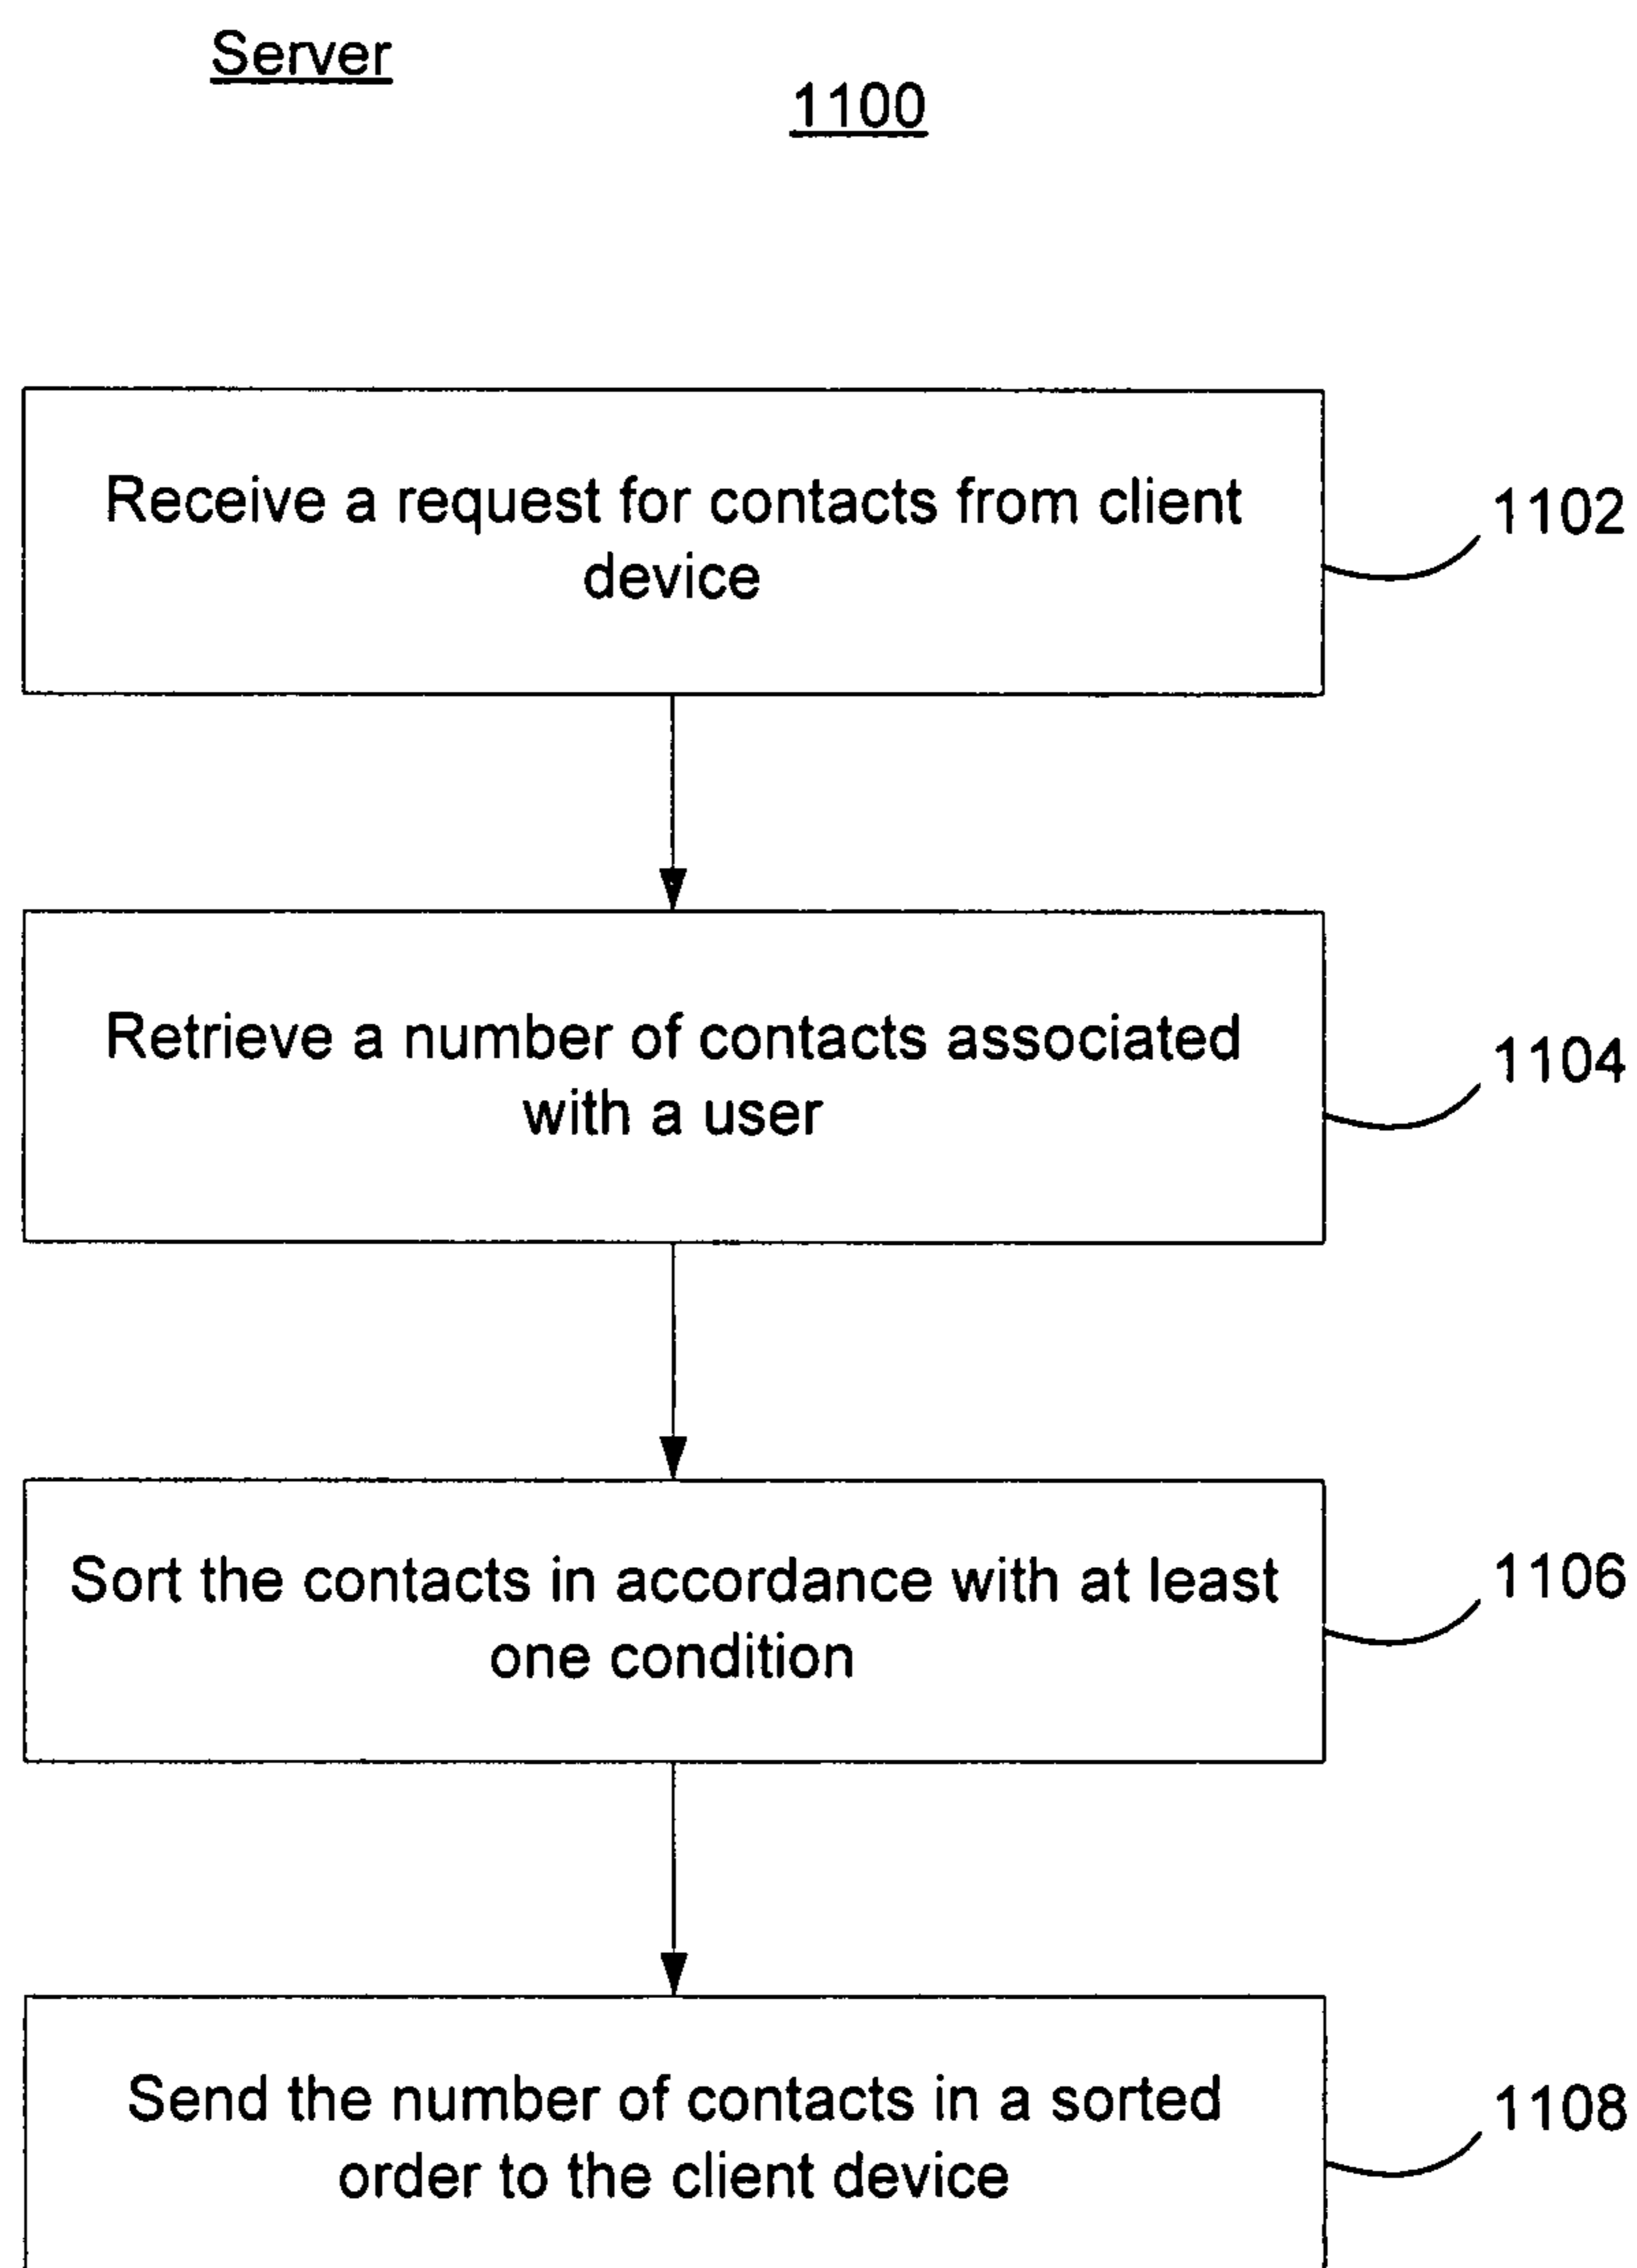 Server
1100
Receive a request for contacts from client
device
1102
Retrieve a number of contacts associated
with a user
1104
Sort the contacts in accordance with at least
one condition
1106
Send the number of contacts in a sorted
order to the client device
1108